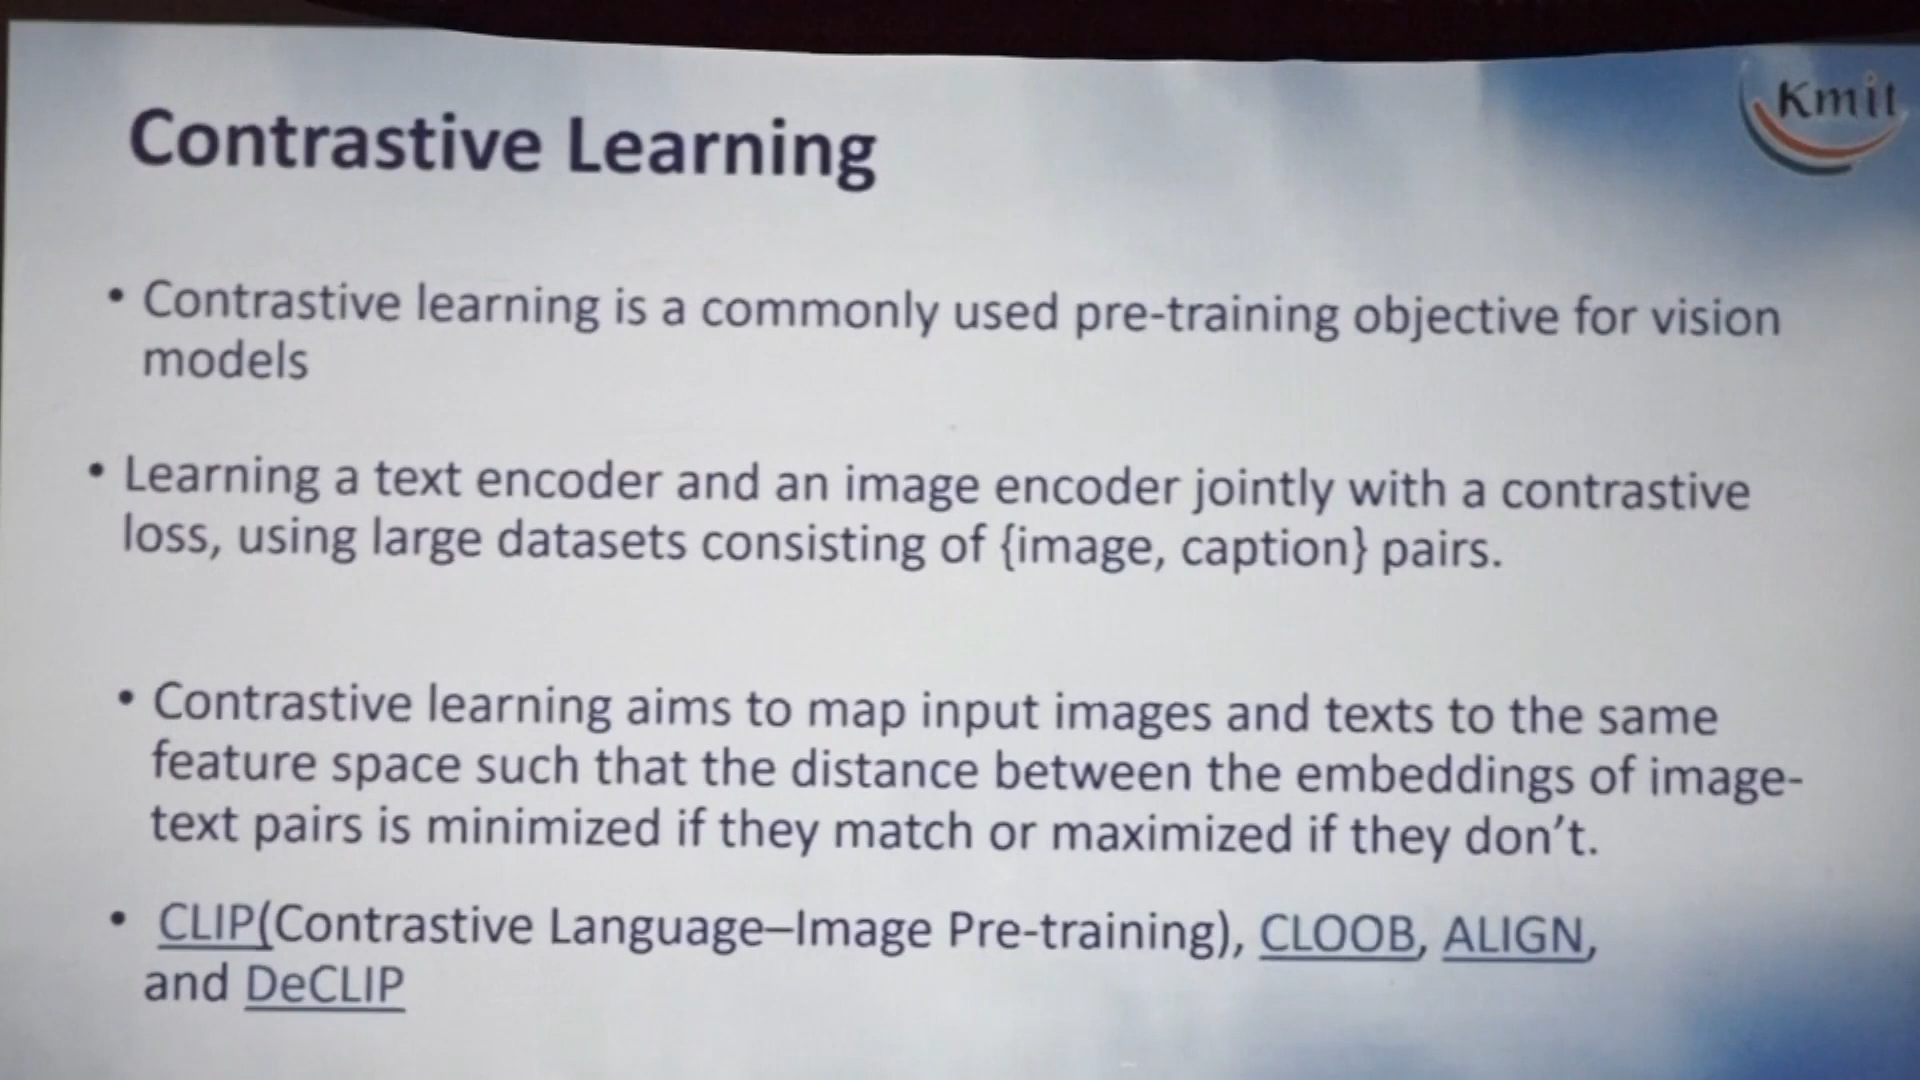 Kmit
Contrastive Learning
• Contrastive learning is a commonly used pre-training objective for vision
models
• Learning a text encoder and an image encoder jointly with a contrastive
loss, using large datasets consisting of {image, caption} pairs.
• Contrastive learning aims to map input images and texts to the same
feature space such that the distance between the embeddings of image-
text pairs is minimized if they match or maximized if they don’t.
• CLIP(Contrastive Language–Image Pre-training), CLOOB, ALIGN,
and DeCLIP